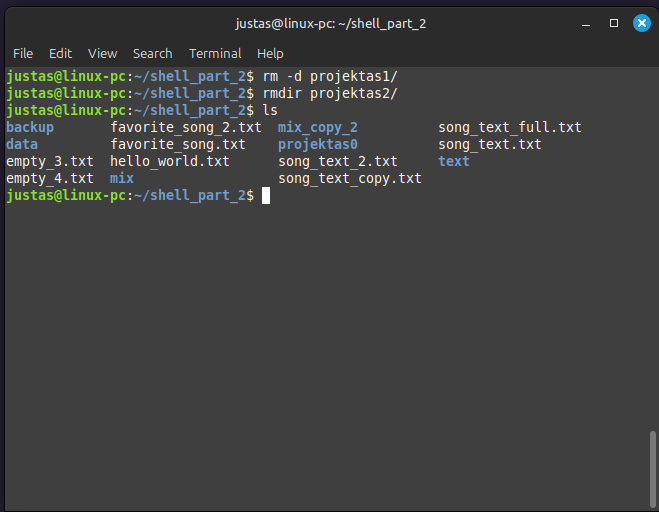 justas@linux-pc: ~/shell_part_2
File Edit View Search Terminal Help
justas@linux-pc:~/shell_part_2$ rm -d projektas1/
justas@linux-pc:~/shell_part_2$ rmdir projektas2/
justas@linux-pc:~/shell_part_2$ ls
backup favorite_song_2.txt mix_copy_2 song_text_full.txt
data favorite_song.txt projektas0 song_text.txt
empty_3.txt hello_world.txt song_text_2.txt text
empty_4.txt mix song_text_copy.txt
justas@linux-pc:~/shell_part_2$